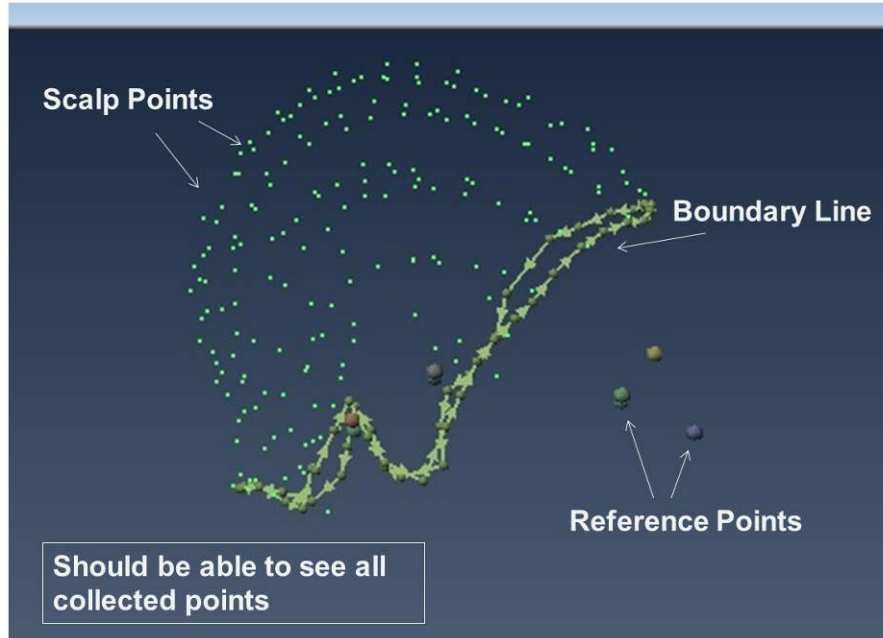 Scalp Points
Boundary Line
Reference Points
Should be able to see all
collected points